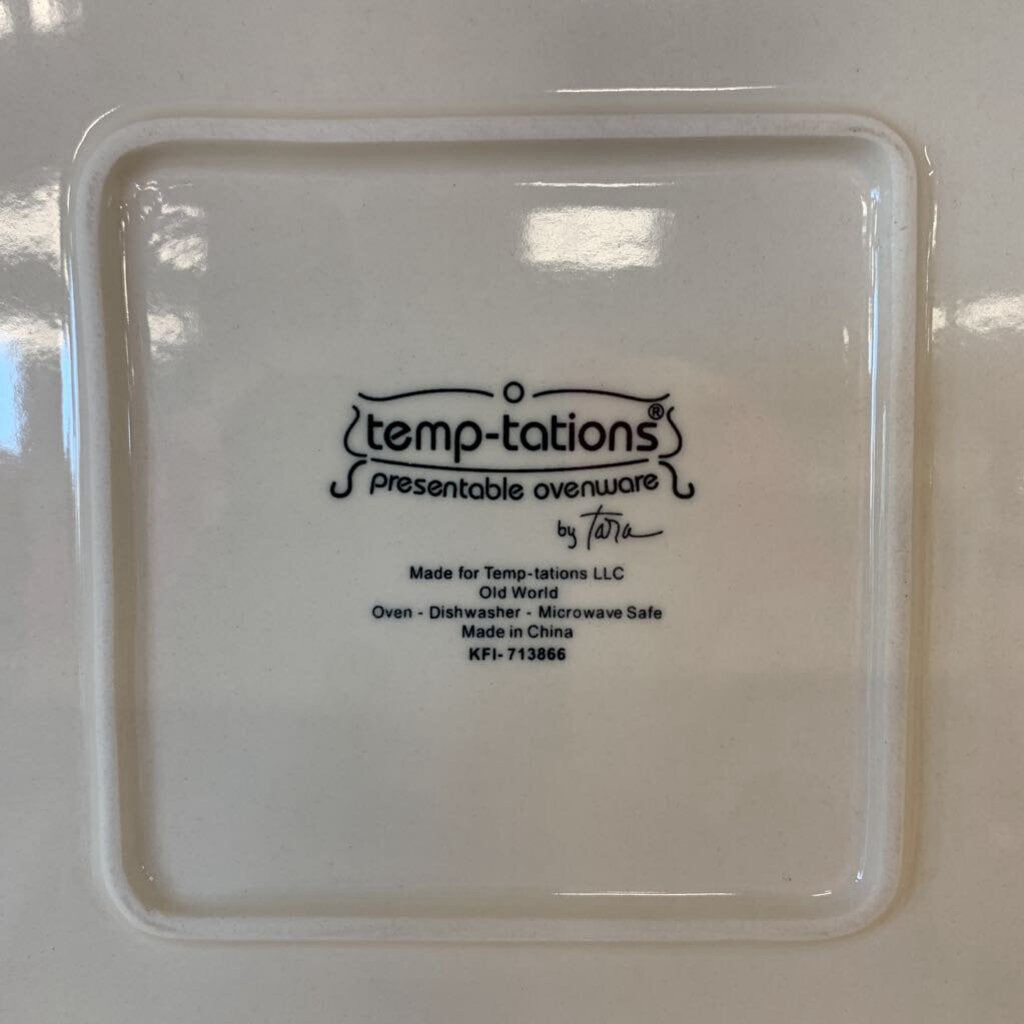 temp-tations®
presentable ovenware
by Tara
Made for Temp-tations LLC
Old World
Oven - Dishwasher - Microwave Safe
Made in China
KFI- 713866